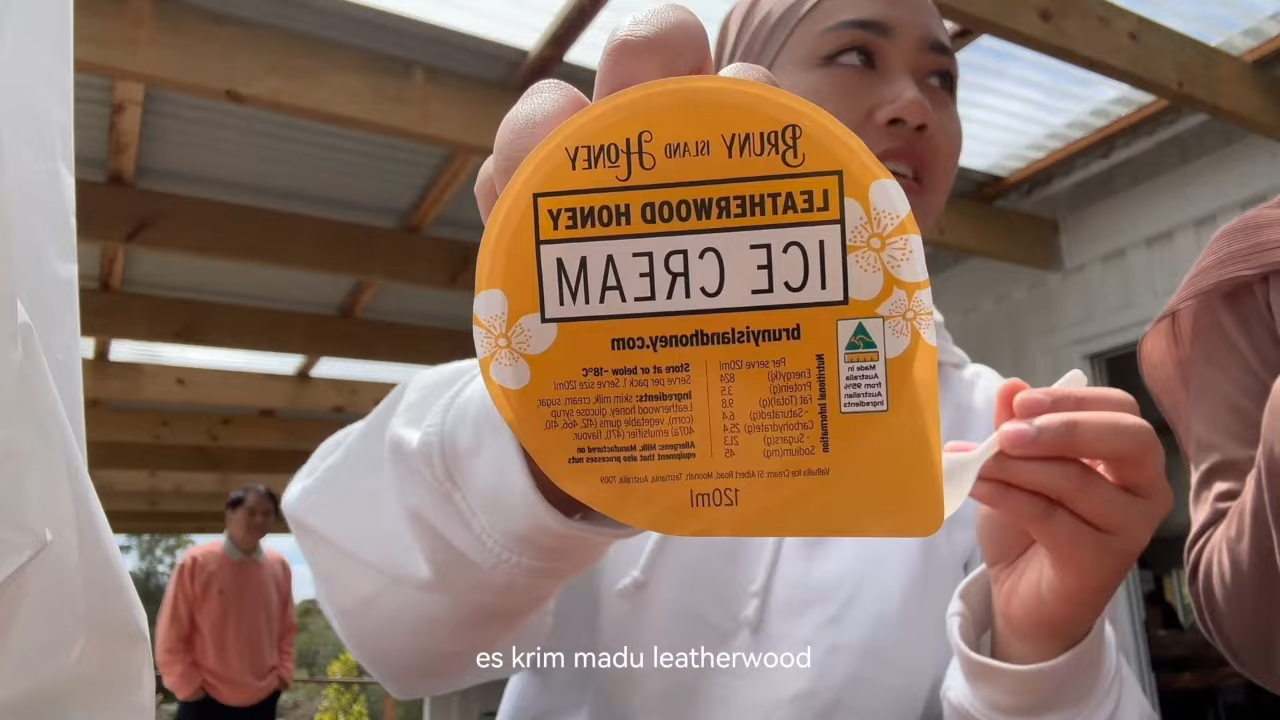 BRUNY ISLAND Honey
LEATHERWOOD HONEY
ICE CREAM
brunyislandhoney.com
Store at or below -18°C
Serve per pack 1. Serve size 120ml
Ingredients: skim milk, milk, cream, sugar,
Leatherwood honey, glucose syrup
(corn), vegetable gums (412, 466, 410,
407a) emulsifier (471), flavour.
Allergens: Milk. Manufactured on
equipment that also processes nuts
Nutritional Information
Per serve 120ml
Energy(kj) 824
Protein(g) 3.5
Fat (Total)(g) 9.8
- Saturated(g) 6.4
Carbohydrate(g) 25.4
- Sugars(g) 21.3
Sodium(mg) 45
Made in
Australia
from 95%
Australian
ingredients
Valhalla Ice Cream: 51 Albert Road, Moonah, Tasmania, Australia, 7009
120ml
es krim madu leatherwood